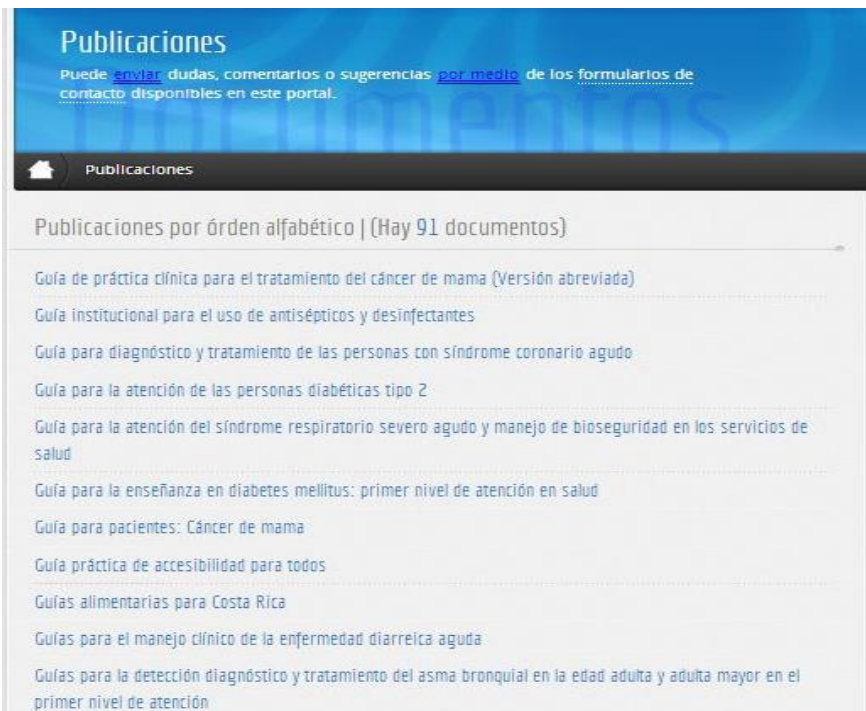 Publicaciones
Puede enviar dudas, comentarios o sugerencias por medio de los formularios de
contacto disponibles en este portal.
Documentos
Publicaciones
Publicaciones por órden alfabético | (Hay 91 documentos)
Guía de práctica clínica para el tratamiento del cáncer de mama (Versión abreviada)
Guía institucional para el uso de antisépticos y desinfectantes
Guía para diagnóstico y tratamiento de las personas con síndrome coronario agudo
Guía para la atención de las personas diabéticas tipo 2
Guía para la atención del síndrome respiratorio severo agudo y manejo de bioseguridad en los servicios de
salud
Guía para la enseñanza en diabetes mellitus: primer nivel de atención en salud
Guía para pacientes: Cáncer de mama
Guía práctica de accesibilidad para todos
Guías alimentarias para Costa Rica
Guías para el manejo clínico de la enfermedad diarreica aguda
Guías para la detección diagnóstico y tratamiento del asma bronquial en la edad adulta y adulta mayor en el
primer nivel de atención